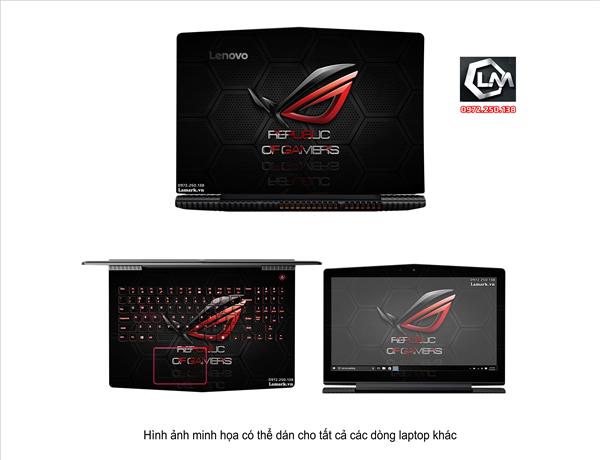 Lenovo
LM
0972.250.138
REPUBLIC
OF GAMERS
0972.250.138
Lamark.vn
REPUBLIC
OF GAMERS
0972.250.138
Lamark.vn
0972.250.138
Lamark.vn
REPUBLIC
OF GAMERS
Hình ảnh minh họa có thể dán cho tất cả các dòng laptop khác